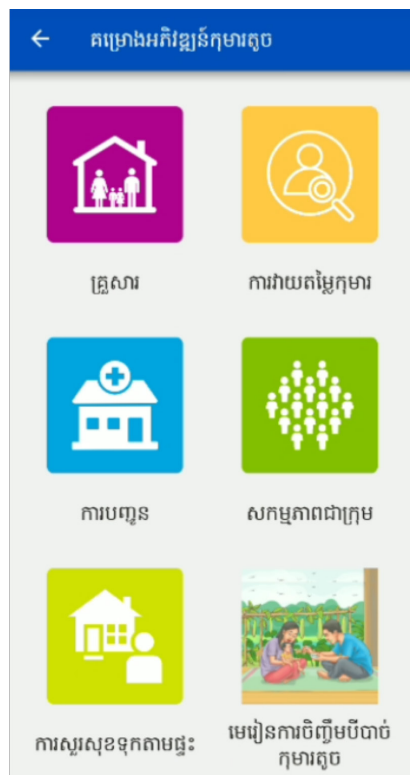 គម្រោងអភិវឌ្ឍន៍កុមារតូច
គ្រួសារ
ការវាយតម្លៃកុមារ
ការបញ្ជូន
សកម្មភាពជាក្រុម
ការសួរសុខទុកតាមផ្ទះ
មេរៀនការចិញ្ចឹមបីបាច់
កុមារតូច